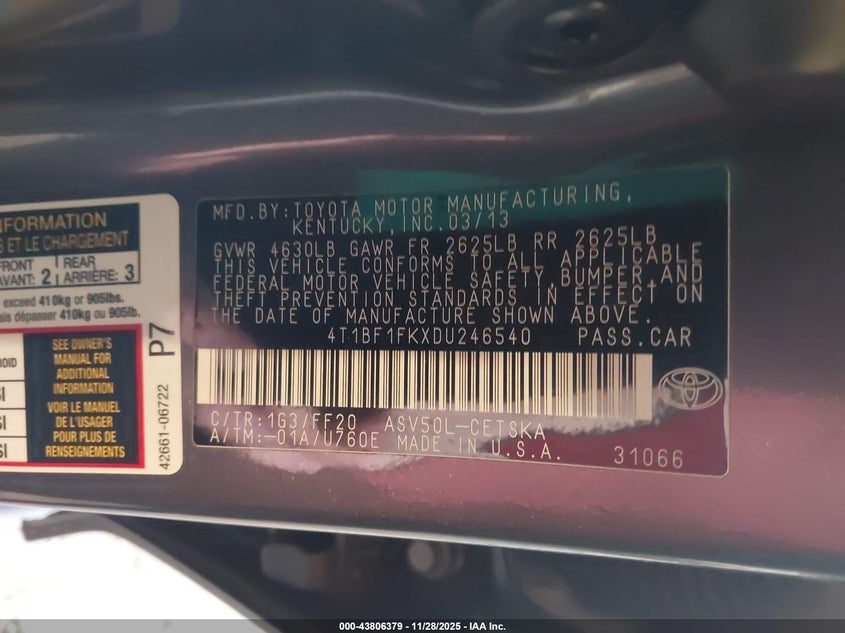 INFORMATION
S ET LE CHARGEMENT
FRONT
AVANT: 2
REAR
ARRIÈRE: 3
exceed 410kg or 905lbs.
ais dépasser 410kg ou 905lb.
SEE OWNER'S
MANUAL FOR
ADDITIONAL
INFORMATION
VOIR LE MANUEL
DE L'USAGER
POUR PLUS DE
RENSEIGNEMENTS
P7
42661-06722
MFD.BY:TOYOTA MOTOR MANUFACTURING,
KENTUCKY,INC.03/13
GVWR 4630LB GAWR FR 2625LB RR 2625LB
THIS VEHICLE CONFORMS TO ALL APPLICABLE
FEDERAL MOTOR VEHICLE SAFETY,BUMPER,AND
THEFT PREVENTION STANDARDS IN EFFECT ON
THE DATE OF MANUFACTURE SHOWN ABOVE.
4T1BF1FKXDU246540 PASS.CAR
C/TR:1G3/FF20 ASV50L-CETSKA
A/TM:-01A/U760E MADE IN U.S.A.
31066
000-43806379 - 11/28/2025 - IAA Inc.